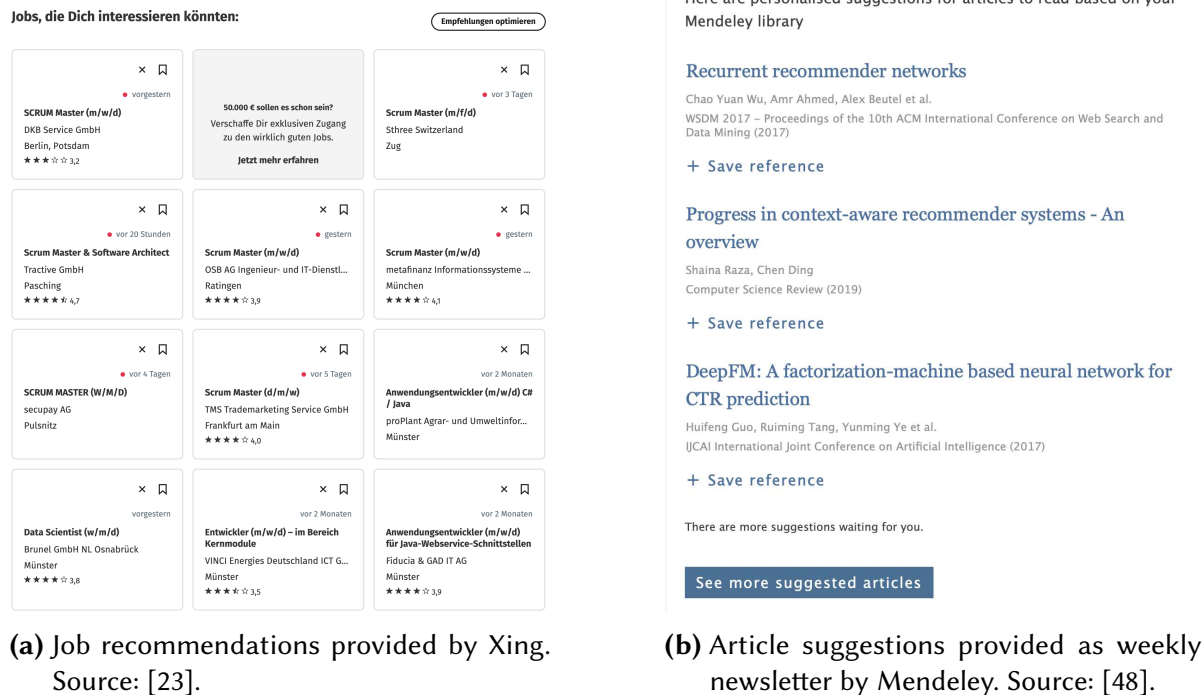 Jobs, die Dich interessieren könnten:
Empfehlungen optimieren
vorgestern
SCRUM Master (m/w/d)
DKB Service GmbH
Berlin, Potsdam
★★★☆☆ 3,2
50.000 € sollen es schon sein?
Verschaffe Dir exklusiven Zugang
zu den wirklich guten Jobs.
Jetzt mehr erfahren
vor 3 Tagen
Scrum Master (m/f/d)
Sthree Switzerland
Zug
vor 20 Stunden
Scrum Master & Software Architect
Tractive GmbH
Pasching
4,7
gestern
Scrum Master (m/w/d)
OSB AG Ingenieur- und IT-Dienstl...
Ratingen
★★★★☆ 3,9
gestern
Scrum Master (m/w/d)
metafinanz Informationssysteme ...
München
★★★★☆ 4,1
vor 4 Tagen
SCRUM MASTER (W/M/D)
secupay AG
Pulsnitz
vor 5 Tagen
Scrum Master (d/m/w)
TMS Trademarketing Service GmbH
Frankfurt am Main
★★★★☆ 4,0
vor 2 Monaten
Anwendungsentwickler (m/w/d) C#
/ Java
proPlant Agrar- und Umweltinfor...
Münster
vorgestern
Data Scientist (w/m/d)
Brunel GmbH NL Osnabrück
Münster
★★★★☆ 3,8
vor 2 Monaten
Entwickler (m/w/d) – im Bereich
Kernmodule
VINCI Energies Deutschland ICT G...
Münster
3,5
vor 2 Monaten
Anwendungsentwickler (m/w/d)
für Java-Webservice-Schnittstellen
Fiducia & GAD IT AG
Münster
★★★★☆ 3,9
(a) Job recommendations provided by Xing.
Source: [23].
Here are personalised suggestions for articles to read based on your
Mendeley library
Recurrent recommender networks
Chao Yuan Wu, Amr Ahmed, Alex Beutel et al.
WSDM 2017 – Proceedings of the 10th ACM International Conference on Web Search and
Data Mining (2017)
+ Save reference
Progress in context-aware recommender systems - An
overview
Shaina Raza, Chen Ding
Computer Science Review (2019)
+ Save reference
DeepFM: A factorization-machine based neural network for
CTR prediction
Huifeng Guo, Ruiming Tang, Yunming Ye et al.
IJCAI International Joint Conference on Artificial Intelligence (2017)
+ Save reference
There are more suggestions waiting for you.
See more suggested articles
(b) Article suggestions provided as weekly
newsletter by Mendeley. Source: [48].